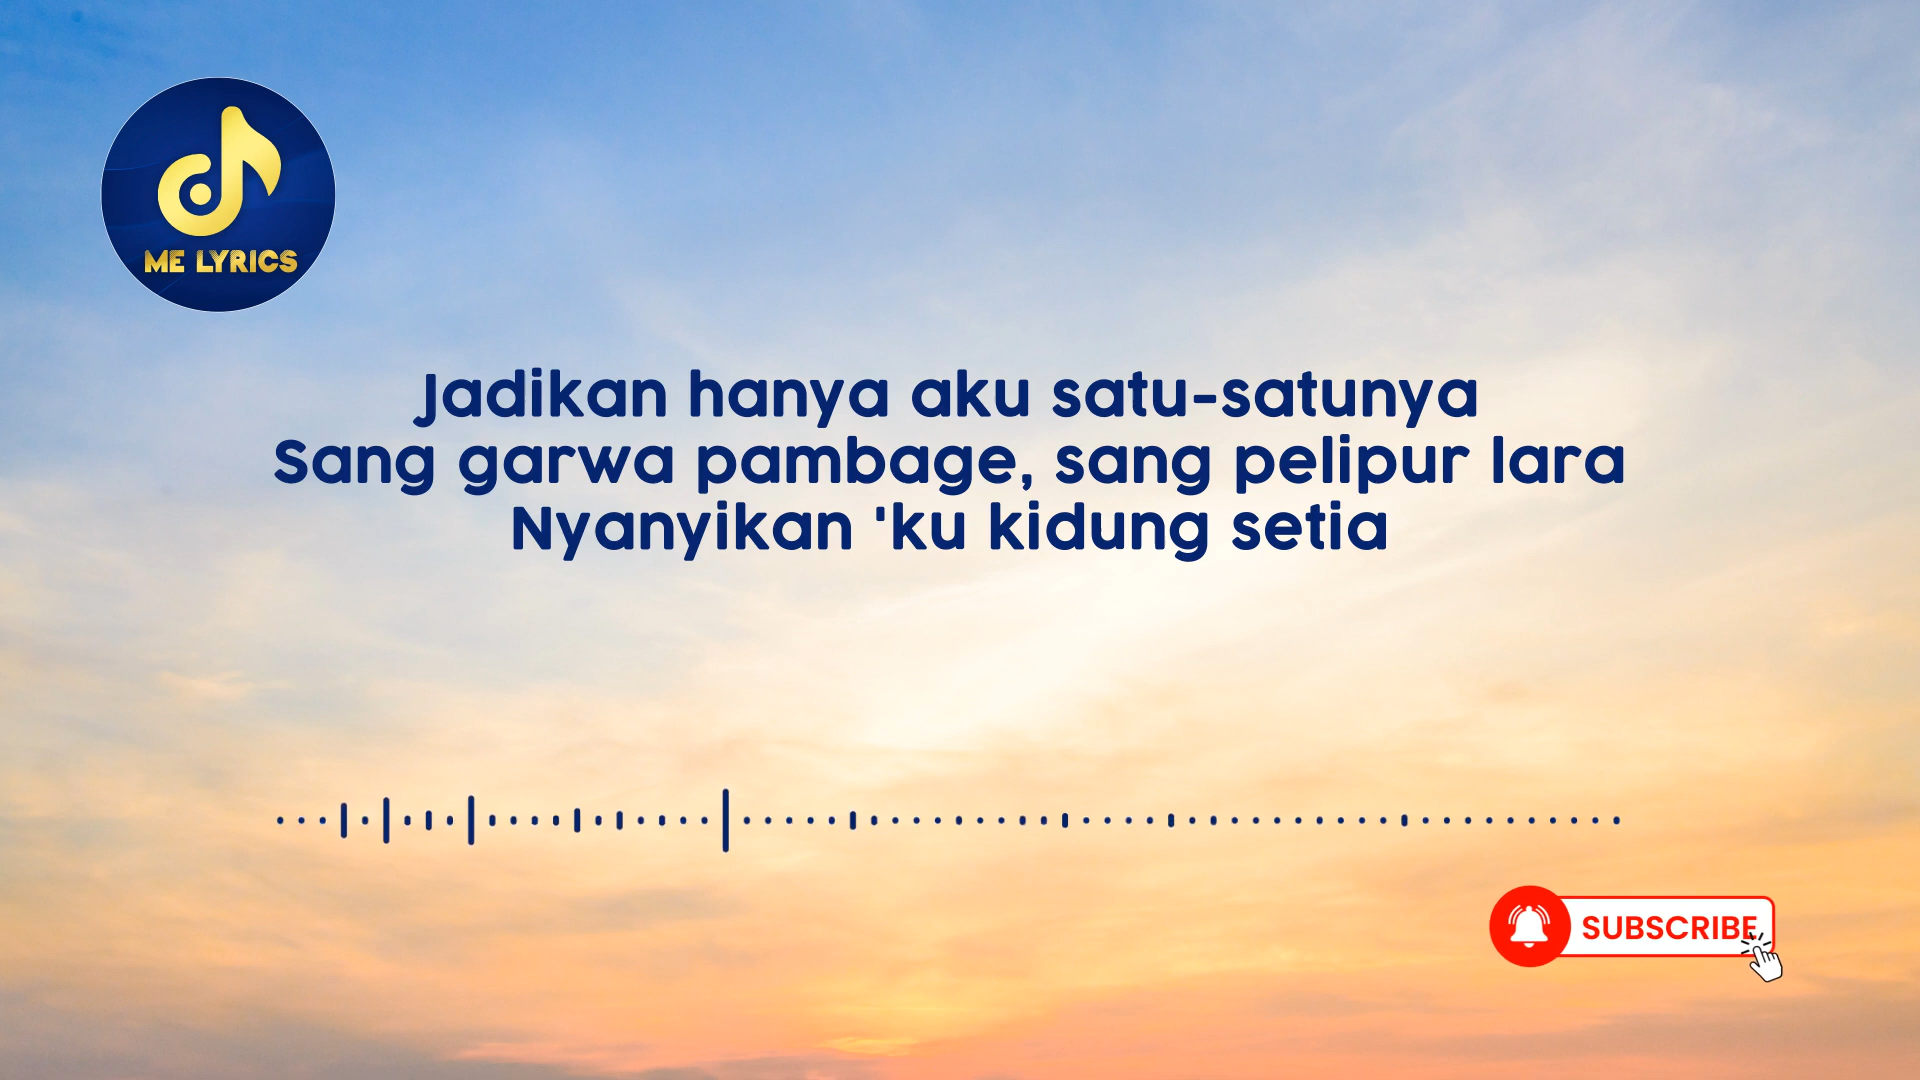 ME LYRICS
Jadikan hanya aku satu-satunya
Sang garwa pambage, sang pelipur lara
Nyanyikan 'ku kidung setia
SUBSCRIBE